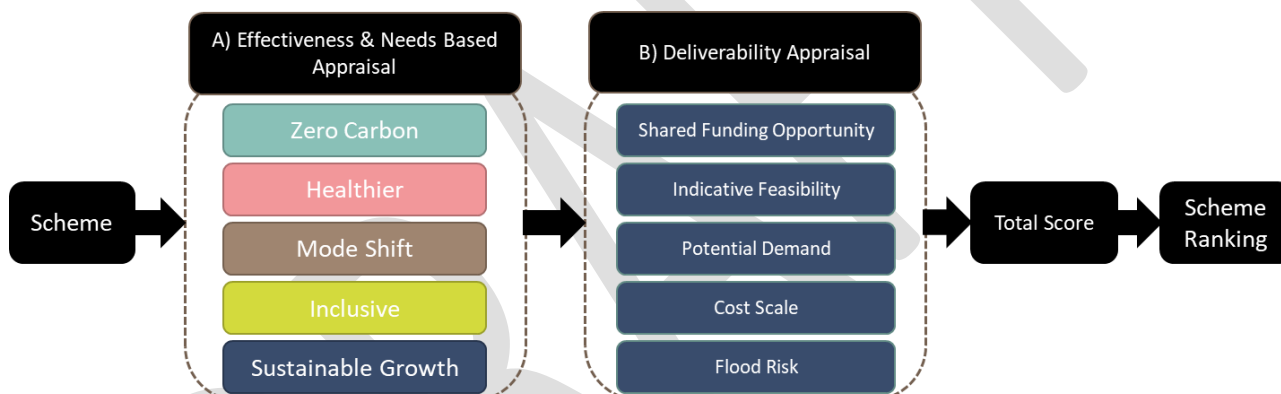 A) Effectiveness & Needs Based
Appraisal
B) Deliverability Appraisal
Zero Carbon
Healthier
Mode Shift
Inclusive
Sustainable Growth
Shared Funding Opportunity
Indicative Feasibility
Potential Demand
Cost Scale
Flood Risk
Scheme
Total Score
Scheme
Ranking